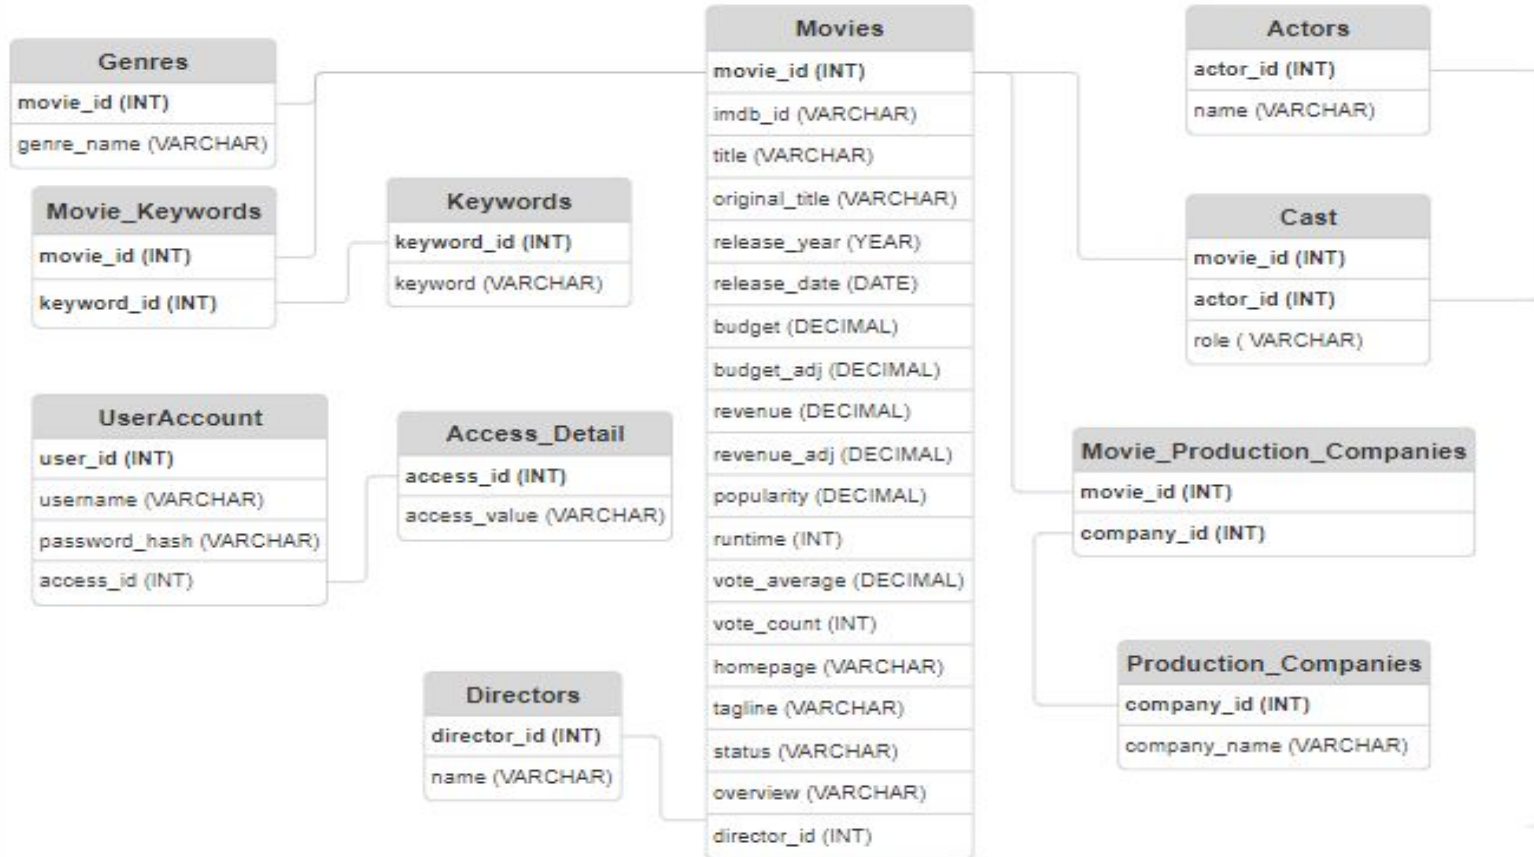 Genres
movie_id (INT)
genre_name (VARCHAR)
Movie_Keywords
movie_id (INT)
keyword_id (INT)
Keywords
keyword_id (INT)
keyword (VARCHAR)
UserAccount
user_id (INT)
username (VARCHAR)
password_hash (VARCHAR)
access_id (INT)
Access_Detail
access_id (INT)
access_value (VARCHAR)
Directors
director_id (INT)
name (VARCHAR)
Movies
movie_id (INT)
imdb_id (VARCHAR)
title (VARCHAR)
original_title (VARCHAR)
release_year (YEAR)
release_date (DATE)
budget (DECIMAL)
budget_adj (DECIMAL)
revenue (DECIMAL)
revenue_adj (DECIMAL)
popularity (DECIMAL)
runtime (INT)
vote_average (DECIMAL)
vote_count (INT)
homepage (VARCHAR)
tagline (VARCHAR)
status (VARCHAR)
overview (VARCHAR)
director_id (INT)
Actors
actor_id (INT)
name (VARCHAR)
Cast
movie_id (INT)
actor_id (INT)
role ( VARCHAR)
Movie_Production_Companies
movie_id (INT)
company_id (INT)
Production_Companies
company_id (INT)
company_name (VARCHAR)